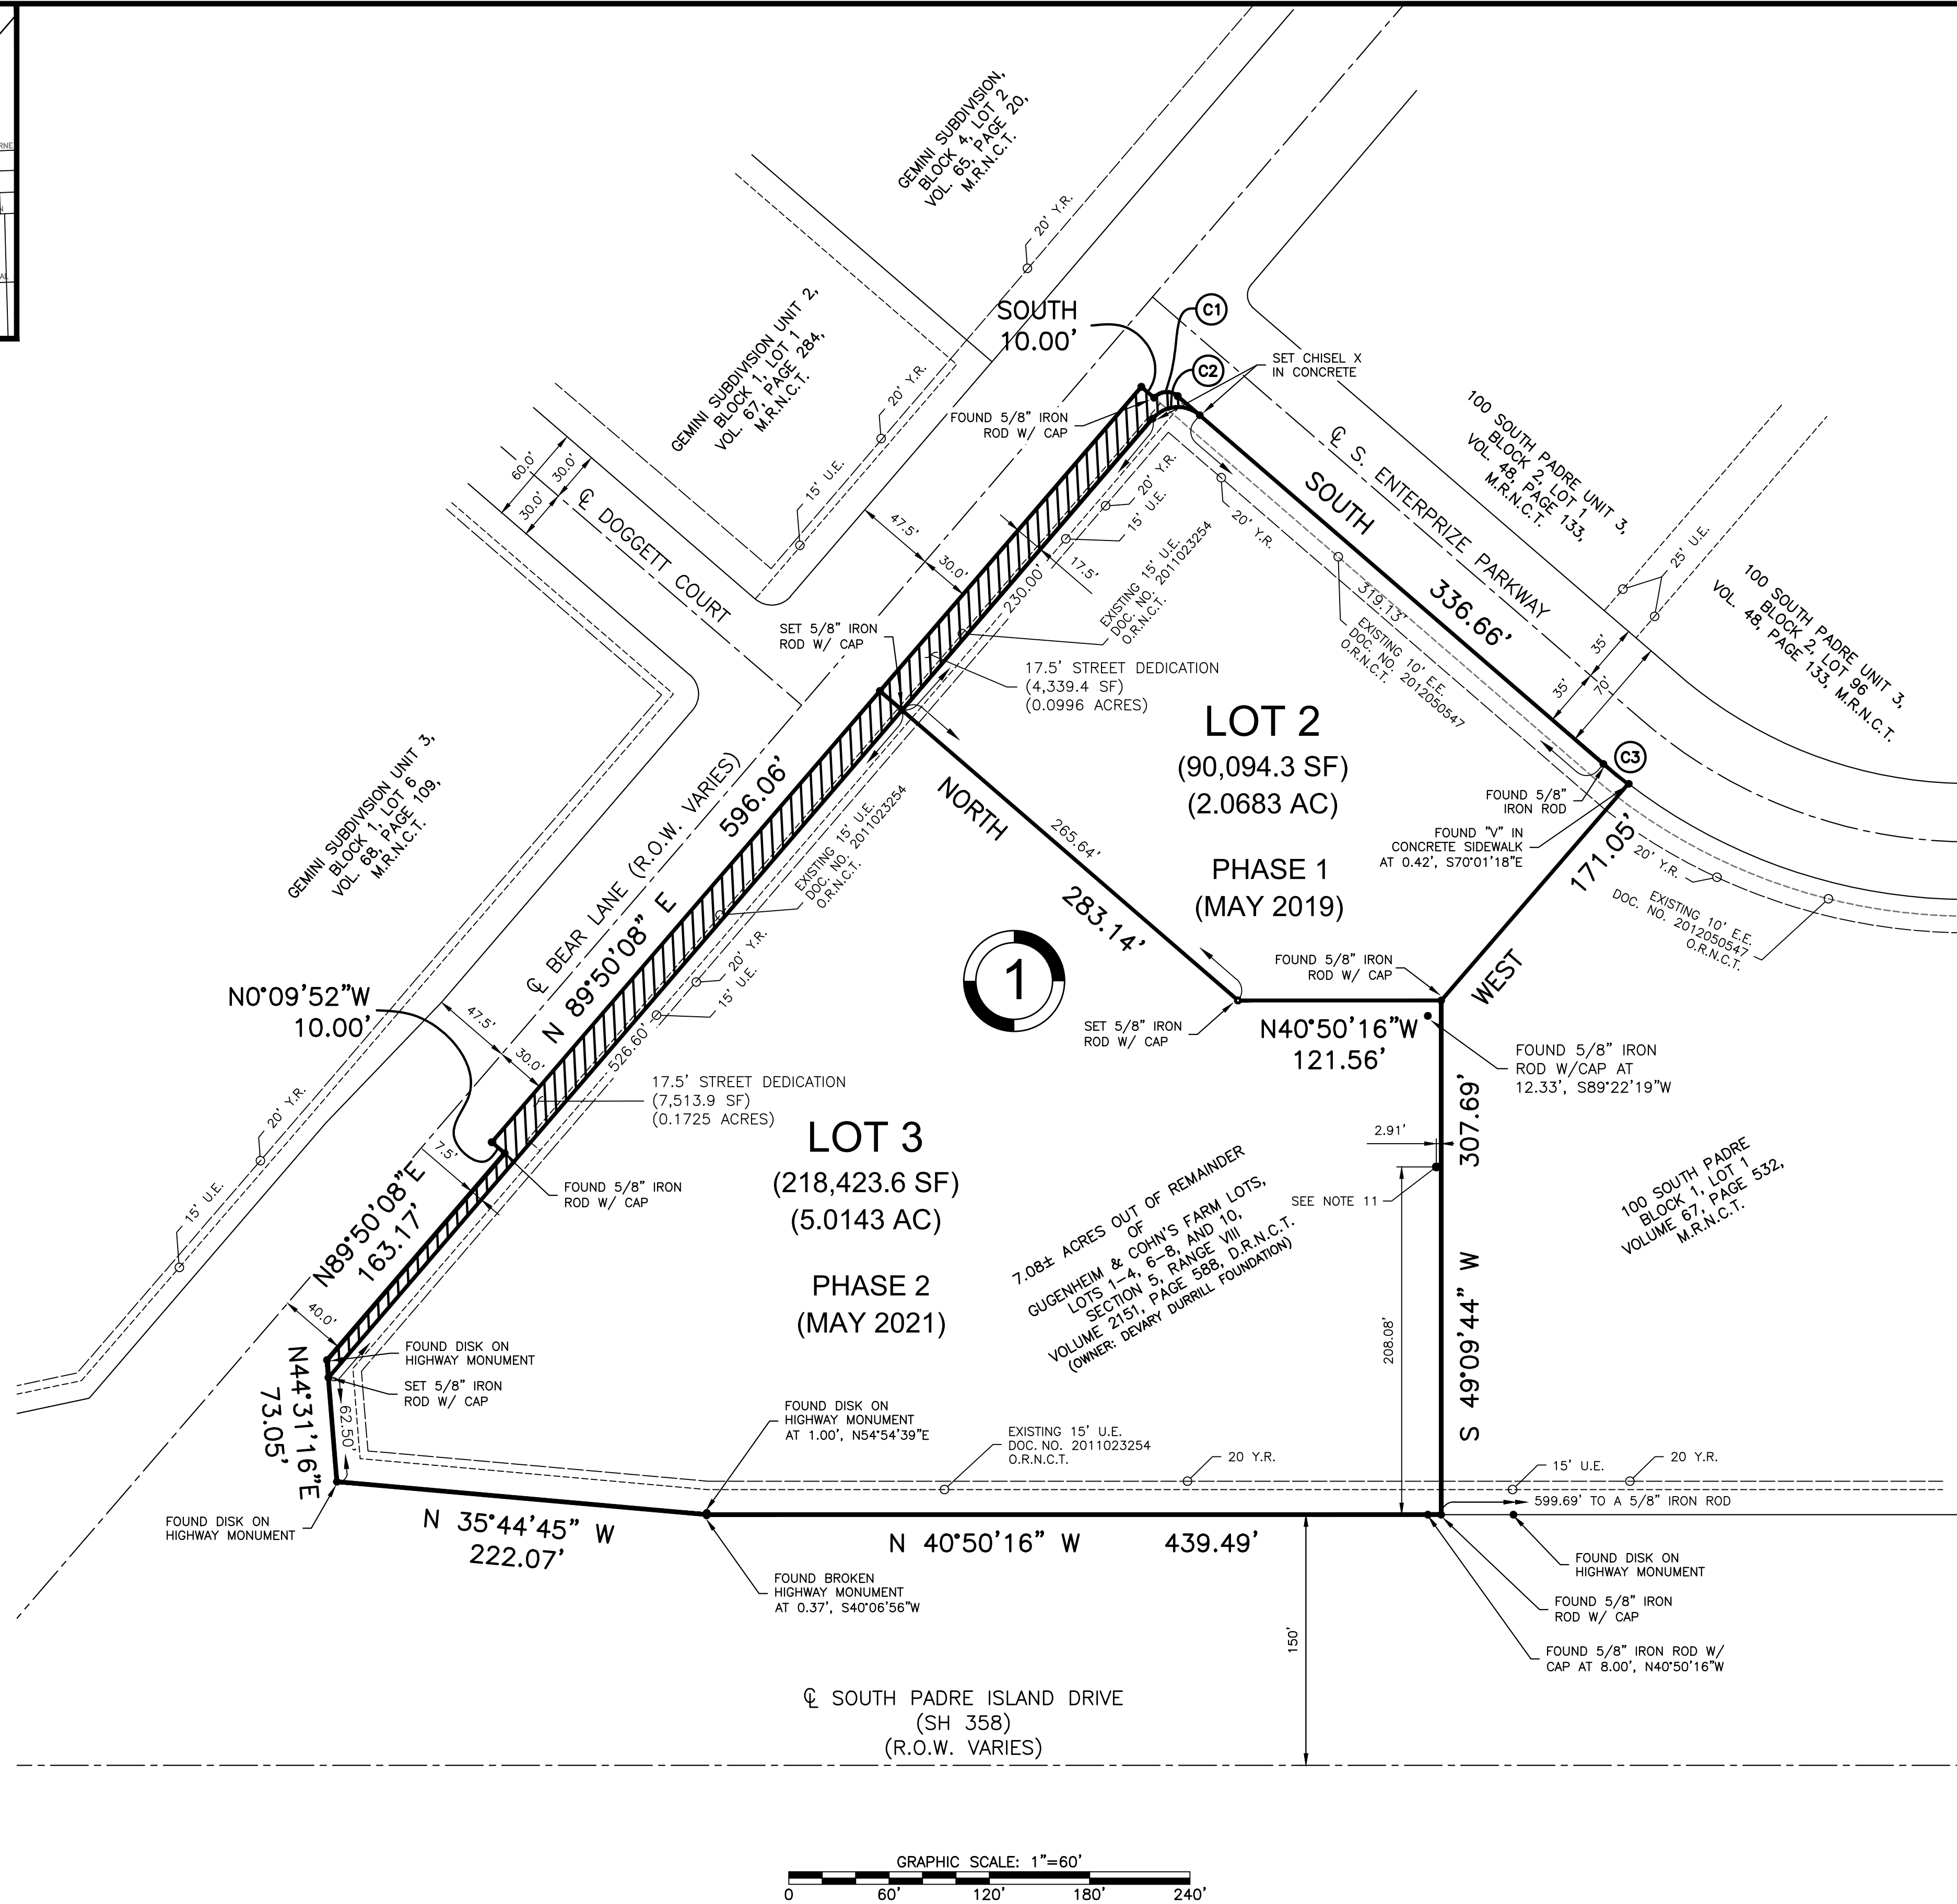 GEMINI SUBDIVISION,
BLOCK 4, LOT 2
VOL. 65, PAGE 20,
M.R.N.C.T.
20' Y.R.
GEMINI SUBDIVISION UNIT 2,
BLOCK 1, LOT 1
VOL. 67, PAGE 284,
M.R.N.C.T.
20' Y.R.
15' U.E.
SOUTH
10.00'
C1
C2
SET CHISEL X
IN CONCRETE
FOUND 5/8" IRON
ROD W/ CAP
100 SOUTH PADRE UNIT 3,
BLOCK 2, LOT 1
VOL. 48, PAGE 133,
M.R.N.C.T.
℄ S. ENTERPRIZE PARKWAY
SOUTH
336.66'
319.13'
20' Y.R.
20' Y.R.
15' U.E.
25' U.E.
100 SOUTH PADRE UNIT 3,
BLOCK 2, LOT 96
VOL. 48, PAGE 133, M.R.N.C.T.
60.0'
30.0'
30.0'
℄ DOGGETT COURT
47.5'
30.0'
17.5'
230.00'
EXISTING 15' U.E.
DOC. NO. 2011023254
O.R.N.C.T.
EXISTING 10' E.E.
DOC. NO. 2012050547
O.R.N.C.T.
35'
35'
70'
SET 5/8" IRON
ROD W/ CAP
17.5' STREET DEDICATION
(4,339.4 SF)
(0.0996 ACRES)
LOT 2
(90,094.3 SF)
(2.0683 AC)
PHASE 1
(MAY 2019)
C3
FOUND 5/8"
IRON ROD
FOUND "V" IN
CONCRETE SIDEWALK
AT 0.42', S70°01'18"E
171.05'
WEST
20' Y.R.
EXISTING 10' E.E.
DOC. NO. 2012050547
O.R.N.C.T.
GEMINI SUBDIVISION UNIT 3,
BLOCK 1, LOT 6
VOL. 68, PAGE 109,
M.R.N.C.T.
℄ BEAR LANE (R.O.W. VARIES)
N 89°50'08" E
596.06'
NORTH
265.64'
283.14'
EXISTING 15' U.E.
DOC. NO. 2011023254
O.R.N.C.T.
20' Y.R.
15' U.E.
526.60'
1
FOUND 5/8" IRON
ROD W/ CAP
SET 5/8" IRON
ROD W/ CAP
N40°50'16"W
121.56'
FOUND 5/8" IRON
ROD W/CAP AT
12.33', S89°22'19"W
N0°09'52"W
10.00'
47.5'
30.0'
17.5' STREET DEDICATION
(7,513.9 SF)
(0.1725 ACRES)
LOT 3
(218,423.6 SF)
(5.0143 AC)
PHASE 2
(MAY 2021)
7.08± ACRES OUT OF REMAINDER
OF
GUGENHEIM & COHN'S FARM LOTS,
LOTS 1-4, 6-8, AND 10,
SECTION 5, RANGE VIII
VOLUME 2151, PAGE 588, D.R.N.C.T.
(OWNER: DEVARY DURRILL FOUNDATION)
2.91'
SEE NOTE 11
307.69'
S 49°09'44" W
208.08'
100 SOUTH PADRE
BLOCK 1, LOT 1
VOLUME 67, PAGE 532,
M.R.N.C.T.
20' Y.R.
15' U.E.
7.5'
FOUND 5/8" IRON
ROD W/ CAP
N89°50'08"E
163.17'
40.0'
FOUND DISK ON
HIGHWAY MONUMENT
SET 5/8" IRON
ROD W/ CAP
N44°31'16"E
73.05'
62.50'
FOUND DISK ON
HIGHWAY MONUMENT
AT 1.00', N54°54'39"E
EXISTING 15' U.E.
DOC. NO. 2011023254
O.R.N.C.T.
20 Y.R.
15' U.E.
20 Y.R.
599.69' TO A 5/8" IRON ROD
FOUND DISK ON
HIGHWAY MONUMENT
N 35°44'45" W
222.07'
N 40°50'16" W
439.49'
FOUND DISK ON
HIGHWAY MONUMENT
FOUND BROKEN
HIGHWAY MONUMENT
AT 0.37', S40°06'56"W
FOUND 5/8" IRON
ROD W/ CAP
FOUND 5/8" IRON ROD W/
CAP AT 8.00', N40°50'16"W
150'
℄ SOUTH PADRE ISLAND DRIVE
(SH 358)
(R.O.W. VARIES)
GRAPHIC SCALE: 1"=60'
0 60' 120' 180' 240'